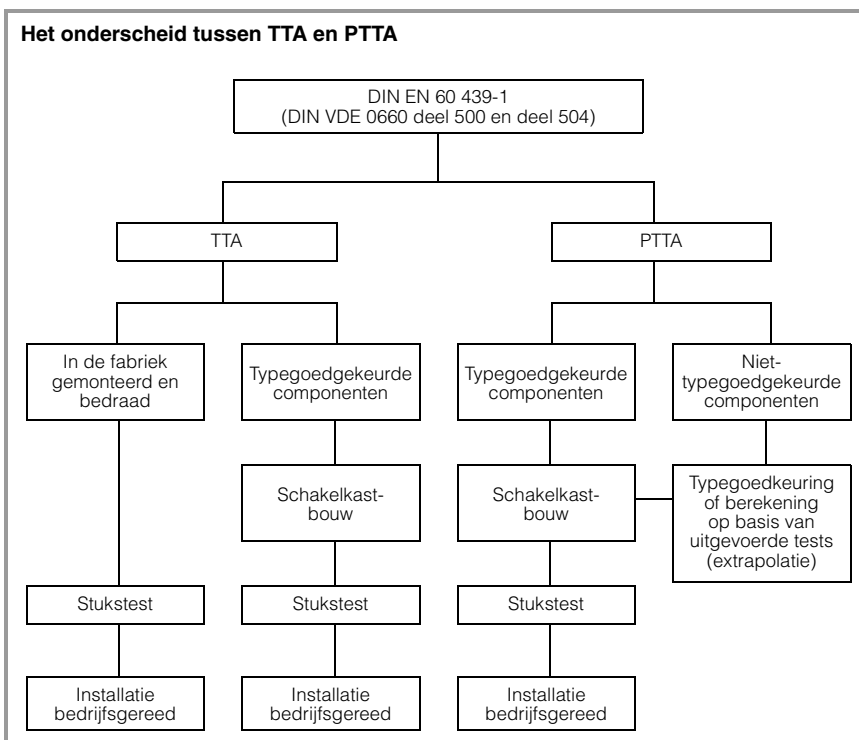 Het onderscheid tussen TTA en PTTA
DIN EN 60 439-1
(DIN VDE 0660 deel 500 en deel 504)
TTA
PTTA
In de fabriek
gemonteerd en
bedraad
Typegoedgekeurde
componenten
Typegoedgekeurde
componenten
Niet-
typegoedgekeurde
componenten
Schakelkast-
bouw
Schakelkast-
bouw
Typegoedkeuring
of berekening
op basis van
uitgevoerde tests
(extrapolatie)
Stukstest
Stukstest
Stukstest
Installatie
bedrijfsgereed
Installatie
bedrijfsgereed
Installatie
bedrijfsgereed